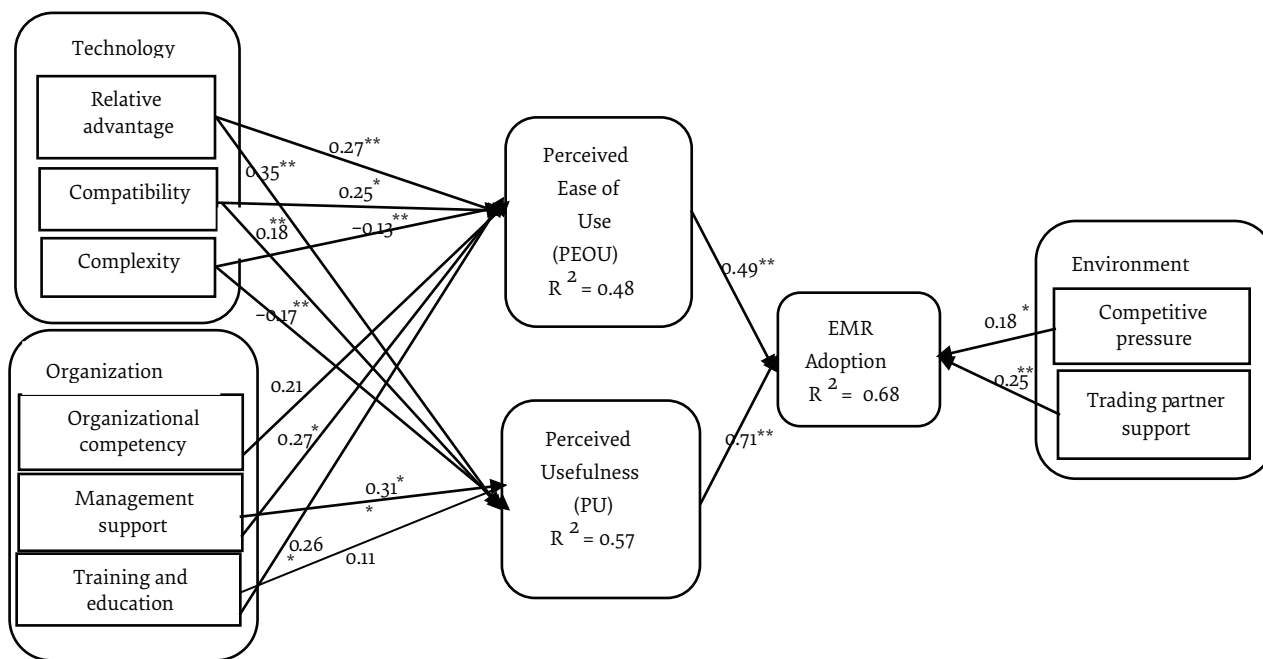 Technology
Relative
advantage
Compatibility
Complexity
Organization
Organizational
competency
Management
support
Training and
education
0.27**
0.35**
0.25*
0.18**
−0.13**
−0.17**
0.21
0.27*
0.31*
*
0.26
*
0.11
Perceived
Ease of
Use
(PEOU)
R² = 0.48
Perceived
Usefulness
(PU)
R² = 0.57
0.49**
0.71**
EMR
Adoption
R² = 0.68
0.18 *
0.25**
Environment
Competitive
pressure
Trading partner
support